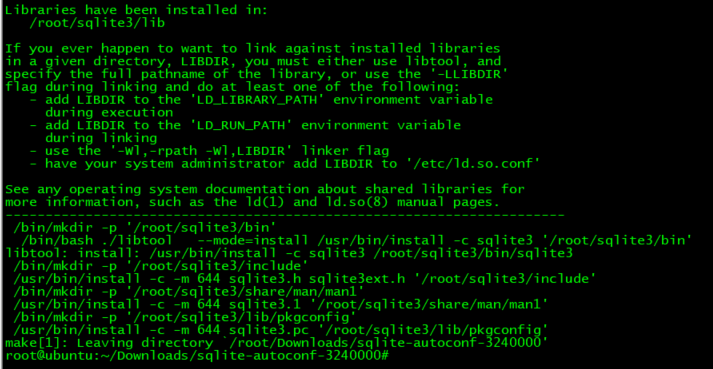 Libraries have been installed in:
   /root/sqlite3/lib
If you ever happen to want to link against installed libraries
in a given directory, LIBDIR, you must either use libtool, and
specify the full pathname of the library, or use the '-LLIBDIR'
flag during linking and do at least one of the following:
   - add LIBDIR to the 'LD_LIBRARY_PATH' environment variable
     during execution
   - add LIBDIR to the 'LD_RUN_PATH' environment variable
     during linking
   - use the '-Wl,-rpath -Wl,LIBDIR' linker flag
   - have your system administrator add LIBDIR to '/etc/ld.so.conf'
See any operating system documentation about shared libraries for
more information, such as the ld(1) and ld.so(8) manual pages.
----------------------------------------------------------------------
 /bin/mkdir -p '/root/sqlite3/bin'
  /bin/bash ./libtool   --mode=install /usr/bin/install -c sqlite3 '/root/sqlite3/bin'
libtool: install: /usr/bin/install -c sqlite3 /root/sqlite3/bin/sqlite3
 /bin/mkdir -p '/root/sqlite3/include'
 /usr/bin/install -c -m 644 sqlite3.h sqlite3ext.h '/root/sqlite3/include'
 /bin/mkdir -p '/root/sqlite3/share/man/man1'
 /usr/bin/install -c -m 644 sqlite3.1 '/root/sqlite3/share/man/man1'
 /bin/mkdir -p '/root/sqlite3/lib/pkgconfig'
 /usr/bin/install -c -m 644 sqlite3.pc '/root/sqlite3/lib/pkgconfig'
make[1]: Leaving directory `/root/Downloads/sqlite-autoconf-3240000'
root@ubuntu:~/Downloads/sqlite-autoconf-3240000#